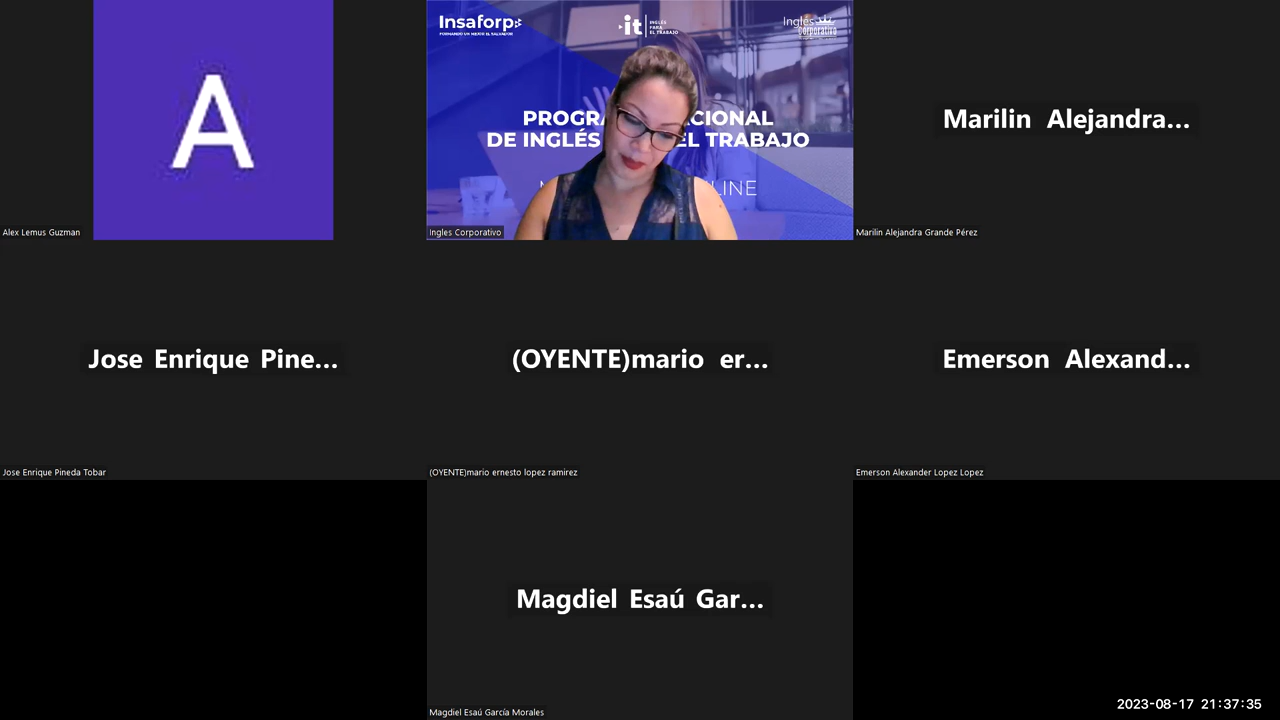 A
Alex Lemus Guzman
Insaforp
FORMANDO UN MEJOR EL SALVADOR
it
INGLÉS
PARA
EL TRABAJO
Inglés
corporativo
PROGRA CIONAL
DE INGLÉS EL TRABAJO
LINE
Ingles Corporativo
Marilin Alejandra...
Marilin Alejandra Grande Pérez
Jose Enrique Pine...
Jose Enrique Pineda Tobar
(OYENTE)mario er...
(OYENTE)mario ernesto lopez ramirez
Emerson Alexand...
Emerson Alexander Lopez Lopez
Magdiel Esaú Gar...
Magdiel Esaú García Morales
2023-08-17 21:37:35